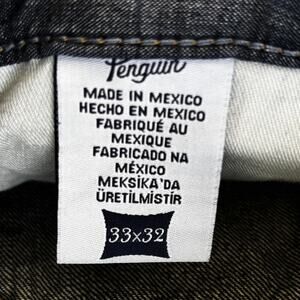 Penguin
MADE IN MEXICO
HECHO EN MEXICO
FABRIQUÉ AU
MEXIQUE
FABRICADO NA
MÉXICO
MEKSİKA'DA
ÜRETİLMİSTİR
33x32